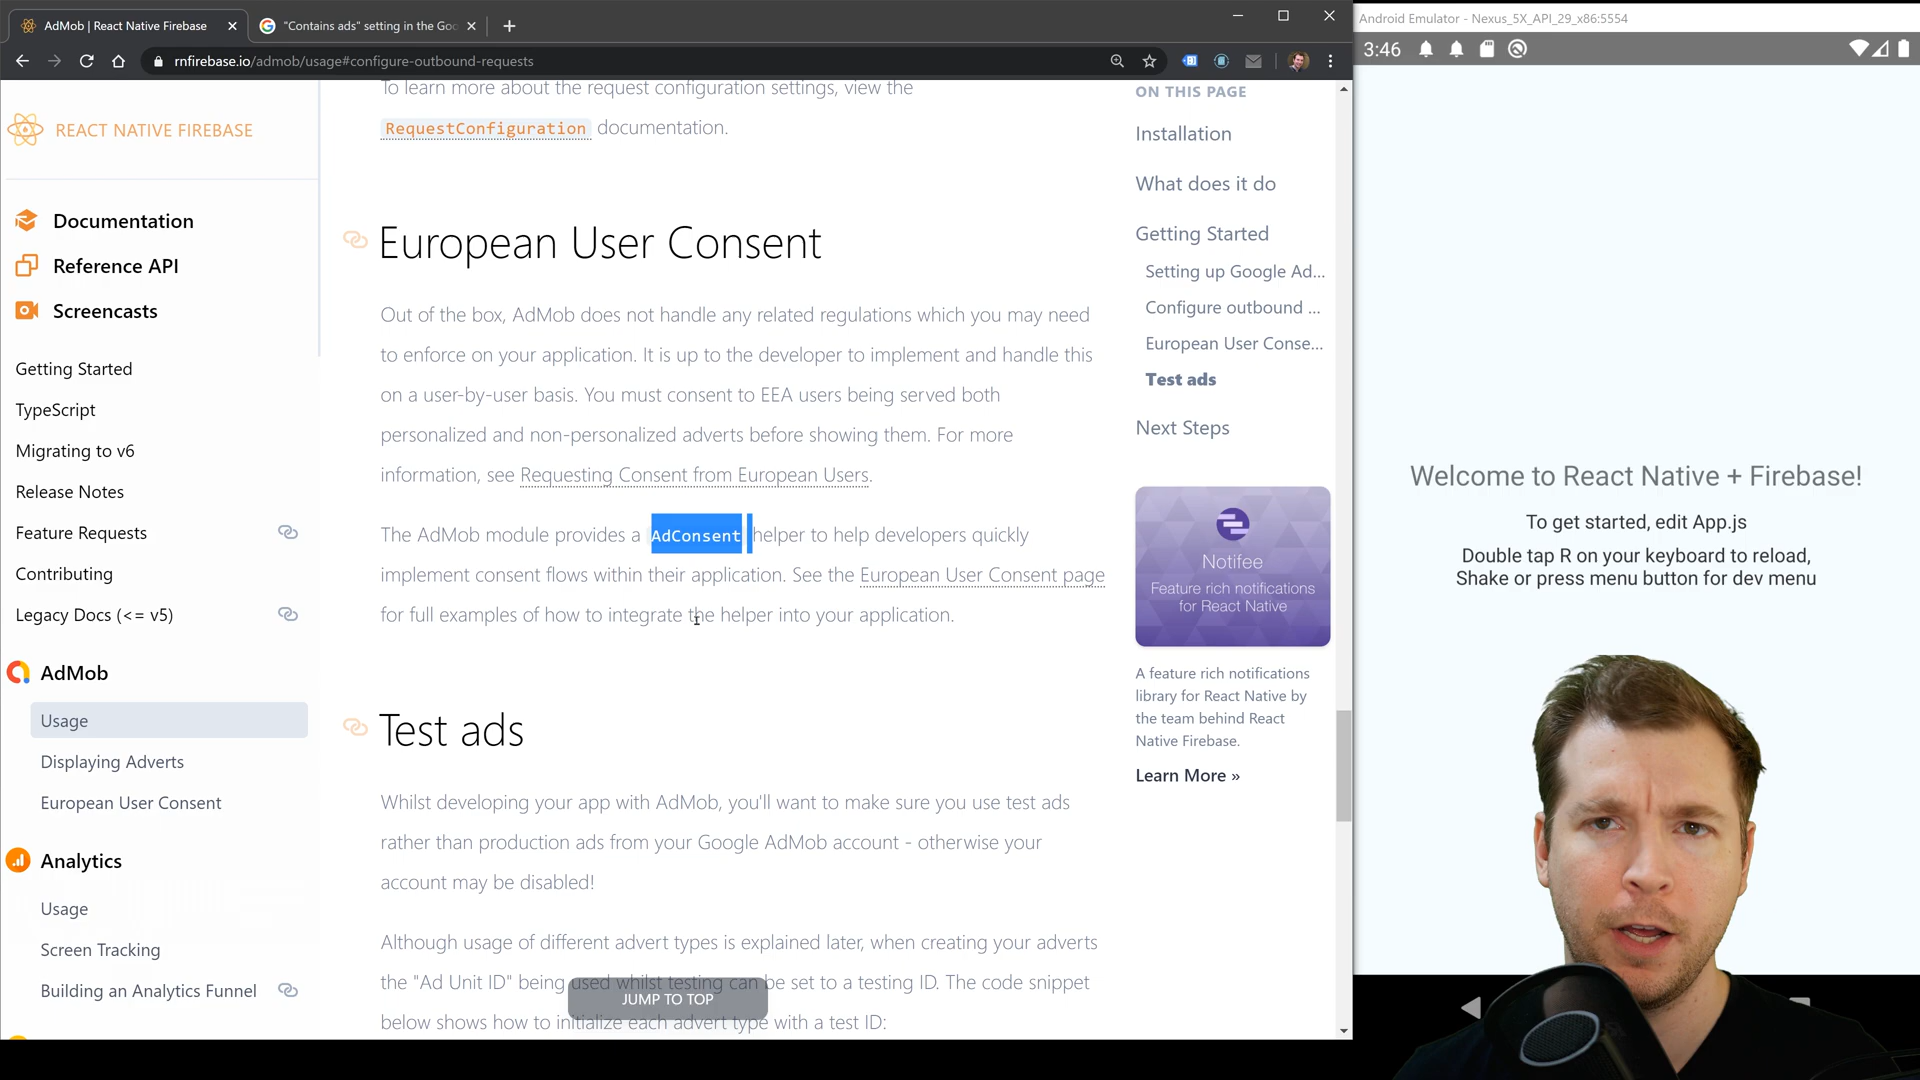 AdMob | React Native Firebase
"Contains ads" setting in the Goo
rnfirebase.io/admob/usage#configure-outbound-requests
Android Emulator - Nexus_5X_API_29_x86:5554
3:46
REACT NATIVE FIREBASE
Documentation
Reference API
Screencasts
Getting Started
TypeScript
Migrating to v6
Release Notes
Feature Requests
Contributing
Legacy Docs (<= v5)
AdMob
Usage
Displaying Adverts
European User Consent
Analytics
Usage
Screen Tracking
Building an Analytics Funnel
To learn more about the request configuration settings, view the
RequestConfiguration documentation.
European User Consent
Out of the box, AdMob does not handle any related regulations which you may need
to enforce on your application. It is up to the developer to implement and handle this
on a user-by-user basis. You must consent to EEA users being served both
personalized and non-personalized adverts before showing them. For more
information, see Requesting Consent from European Users.
The AdMob module provides a AdConsent helper to help developers quickly
implement consent flows within their application. See the European User Consent page
for full examples of how to integrate the helper into your application.
Test ads
Whilst developing your app with AdMob, you'll want to make sure you use test ads
rather than production ads from your Google AdMob account - otherwise your
account may be disabled!
Although usage of different advert types is explained later, when creating your adverts
the "Ad Unit ID" being used whilst testing can be set to a testing ID. The code snippet
below shows how to initialize each advert type with a test ID:
JUMP TO TOP
ON THIS PAGE
Installation
What does it do
Getting Started
Setting up Google Ad...
Configure outbound ...
European User Conse...
Test ads
Next Steps
Notifee
Feature rich notifications
for React Native
A feature rich notifications
library for React Native by
the team behind React
Native Firebase.
Learn More »
Welcome to React Native + Firebase!
To get started, edit App.js
Double tap R on your keyboard to reload,
Shake or press menu button for dev menu